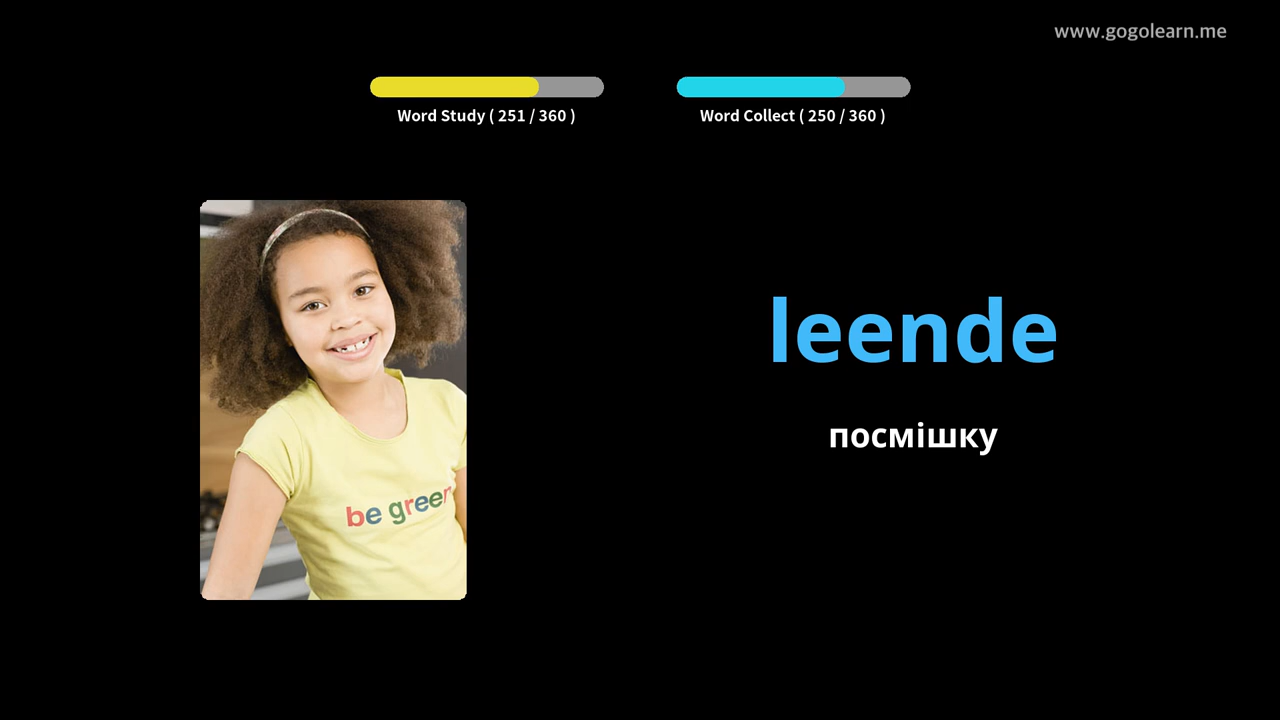 www.gogolearn.me
Word Study ( 251 / 360 )
Word Collect ( 250 / 360 )
leende
посмішку
be green